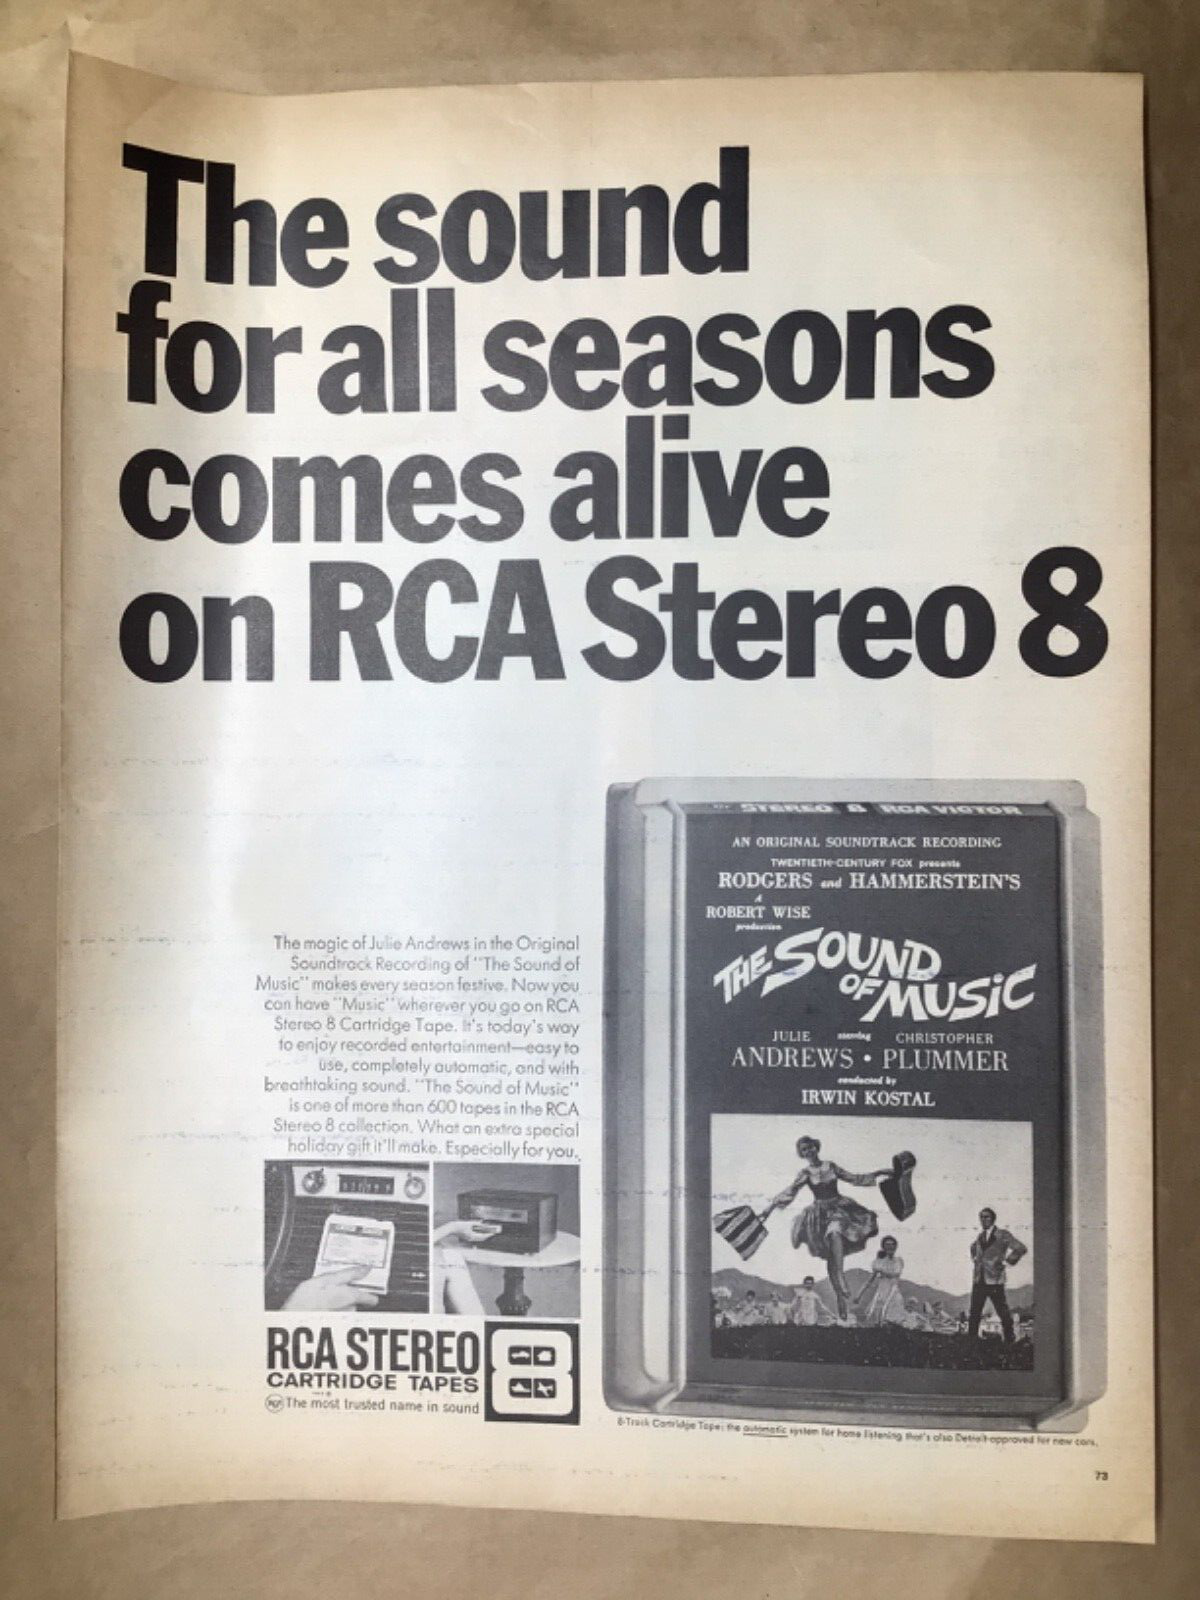 The sound
for all seasons
comes alive
on RCA Stereo 8
The magic of Julie Andrews in the Original
Soundtrack Recording of "The Sound of
Music" makes every season festive. Now you
can have "Music" wherever you go on RCA
Stereo 8 Cartridge Tape. It's today's way
to enjoy recorded entertainment—easy to
use, completely automatic, and with
breathtaking sound. "The Sound of Music"
is one of more than 600 tapes in the RCA
Stereo 8 collection. What an extra special
holiday gift it'll make. Especially for you.
RCA STEREO 8
CARTRIDGE TAPES
RCA The most trusted name in sound
STEREO 8 RCA VICTOR
AN ORIGINAL SOUNDTRACK RECORDING
TWENTIETH-CENTURY FOX presents
RODGERS and HAMMERSTEIN'S
A
ROBERT WISE
production
THE SOUND
OF MUSIC
JULIE starring CHRISTOPHER
ANDREWS • PLUMMER
conducted by
IRWIN KOSTAL
8-Track Cartridge Tape: the automatic system for home listening that's also Detroit-approved for new cars.
73